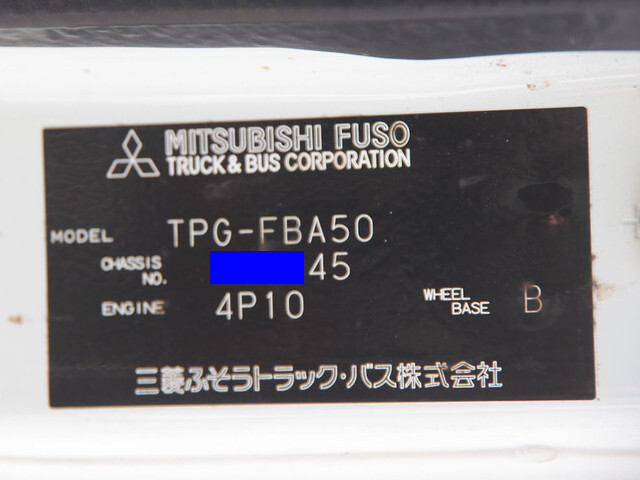 MITSUBISHI FUSO
TRUCK & BUS CORPORATION
MODEL TPG-FBA50
CHASSIS NO. 45
ENGINE 4P10 WHEEL BASE B
三菱ふそうトラック・バス株式会社